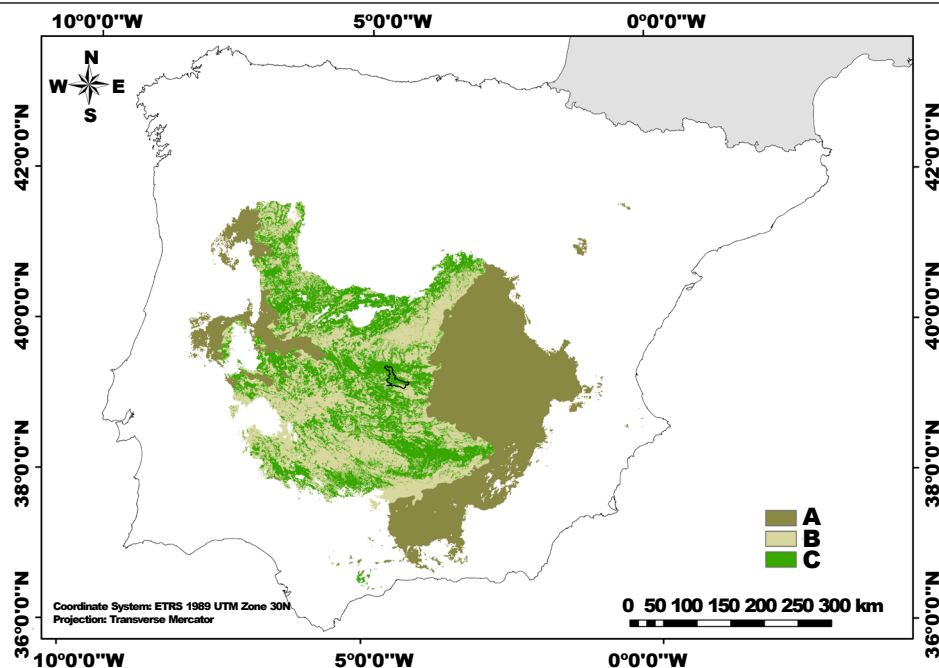 10°0'0"W 5°0'0"W 0°0'0"W
N
W E
S
42°0'0"N 42°0'0"N
40°0'0"N 40°0'0"N
38°0'0"N 38°0'0"N
36°0'0"N 36°0'0"N
A
B
C
Coordinate System: ETRS 1989 UTM Zone 30N
Projection: Transverse Mercator
0 50 100 150 200 250 300 km
10°0'0"W 5°0'0"W 0°0'0"W